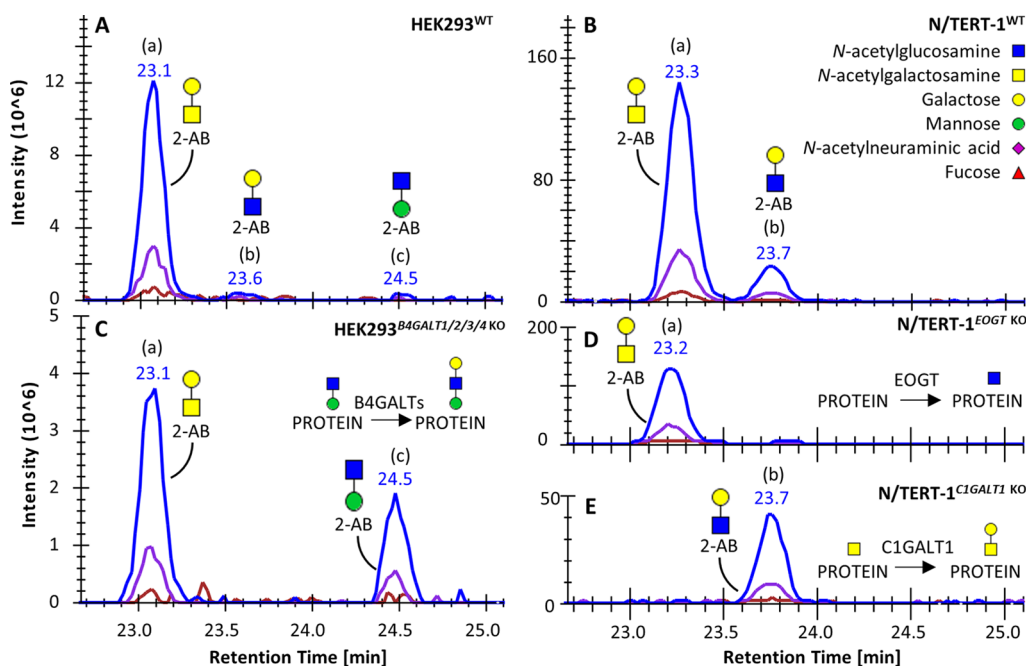 A
HEK293WT
(a)
23.1
2-AB
(b)
23.6
2-AB
(c)
24.5
2-AB
12
8
4
0
Intensity (10^6)
B
N/TERT-1WT
(a)
23.3
2-AB
(b)
23.7
2-AB
160
80
0
N-acetylglucosamine
N-acetylgalactosamine
Galactose
Mannose
N-acetylneuraminic acid
Fucose
C
HEK293B4GALT1/2/3/4 KO
(a)
23.1
2-AB
B4GALTs
PROTEIN PROTEIN
(c)
24.5
2-AB
5
4
3
2
1
0
Intensity (10^6)
23.0 23.5 24.0 24.5 25.0
Retention Time [min]
D
N/TERT-1EOGT KO
(a)
23.2
2-AB
EOGT
PROTEIN PROTEIN
200
100
0
E
N/TERT-1C1GALT1 KO
(b)
23.7
2-AB
C1GALT1
PROTEIN PROTEIN
50
0
23.0 23.5 24.0 24.5 25.0
Retention Time [min]